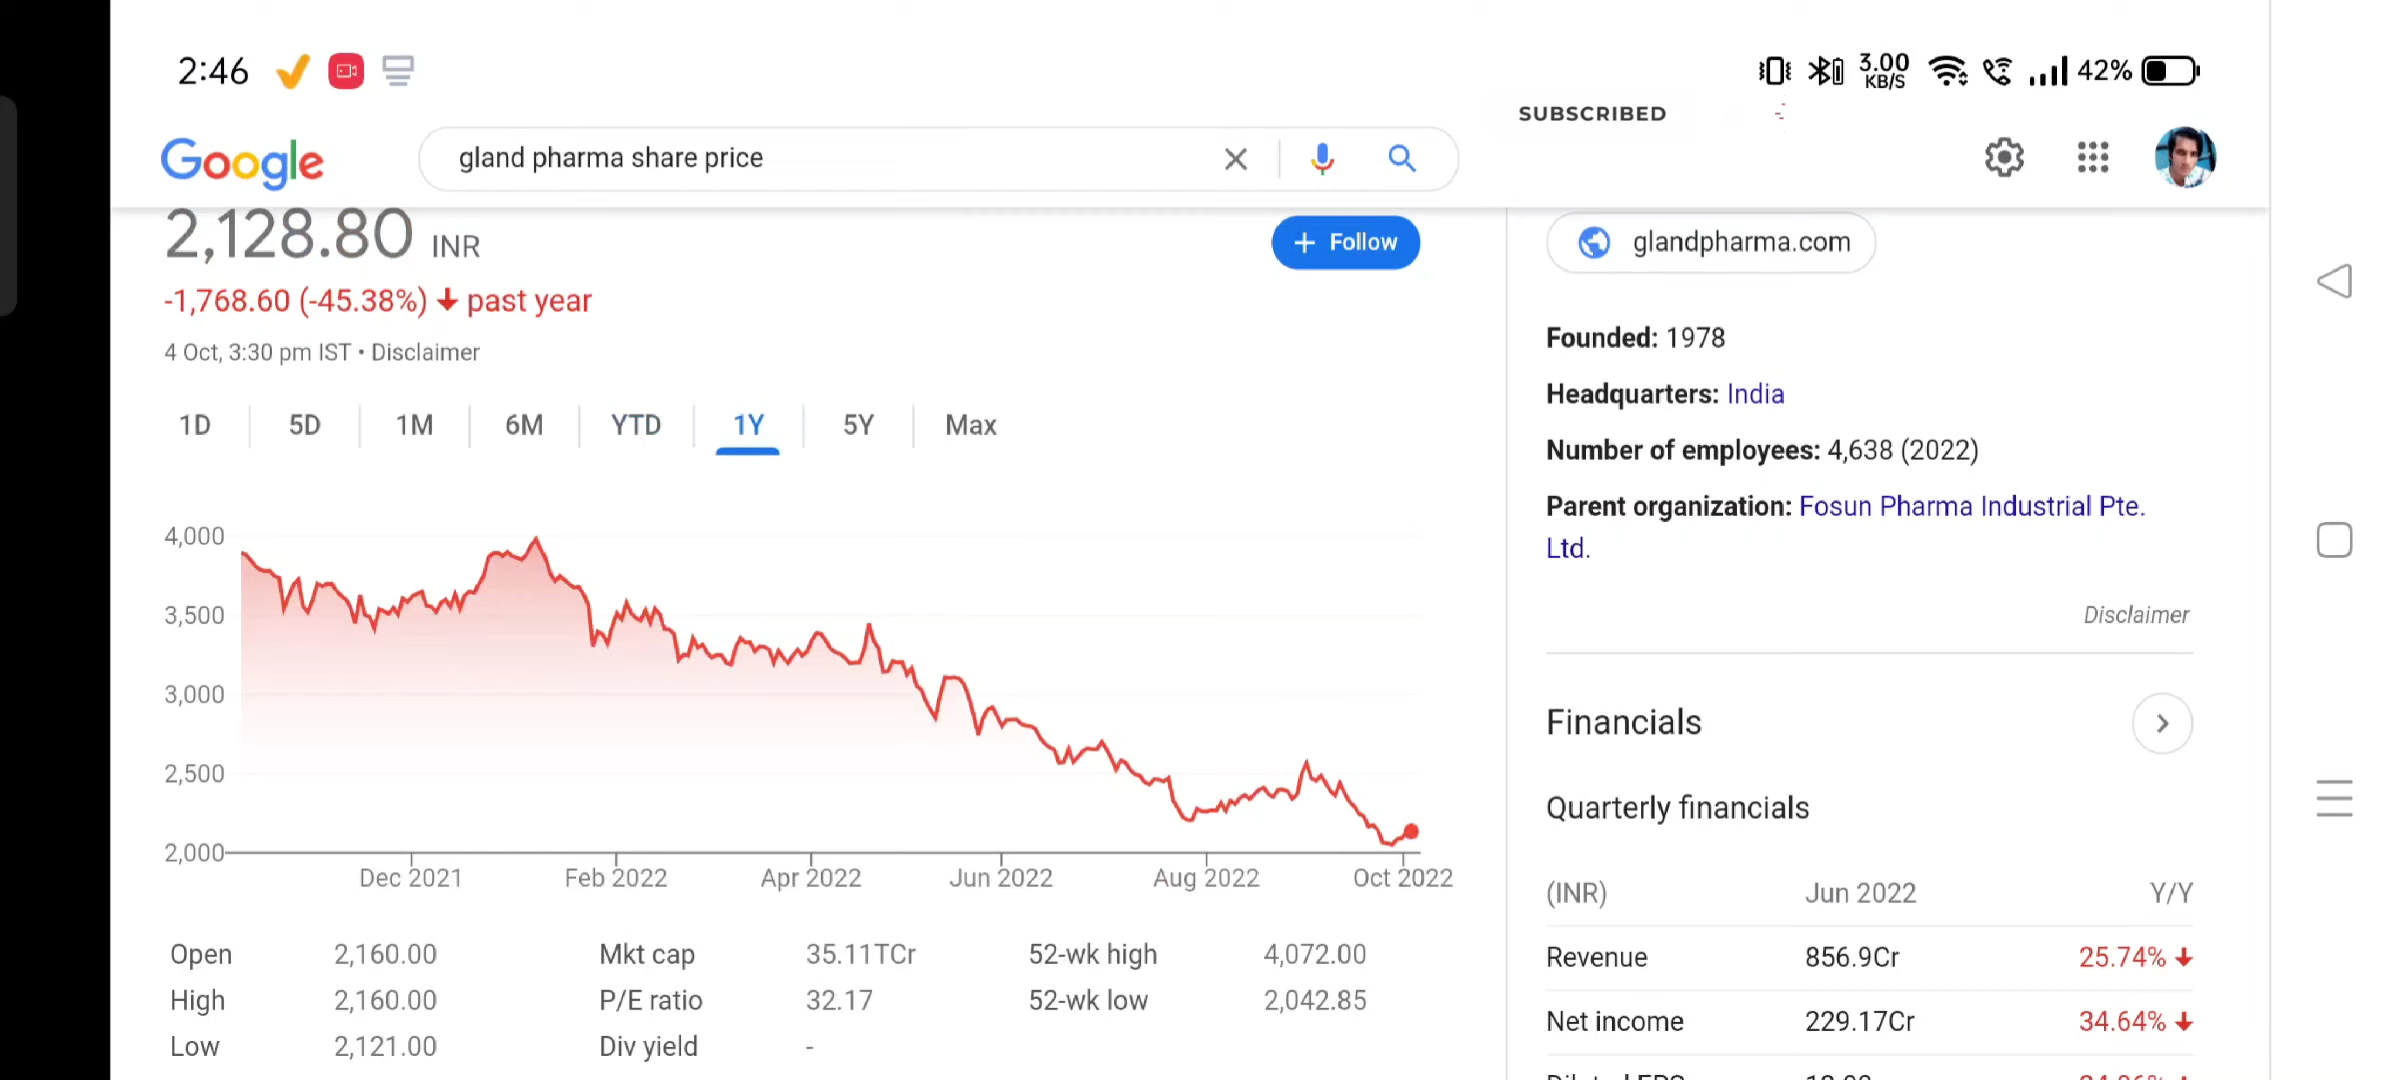 2:46
3.00
KB/S
42%
SUBSCRIBED
Google
gland pharma share price
2,128.80 INR
+ Follow
-1,768.60 (-45.38%) ↓ past year
4 Oct, 3:30 pm IST • Disclaimer
1D 5D 1M 6M YTD 1Y 5Y Max
4,000
3,500
3,000
2,500
2,000
Dec 2021 Feb 2022 Apr 2022 Jun 2022 Aug 2022 Oct 2022
Open 2,160.00 Mkt cap 35.11TCr 52-wk high 4,072.00
High 2,160.00 P/E ratio 32.17 52-wk low 2,042.85
Low 2,121.00 Div yield -
glandpharma.com
Founded: 1978
Headquarters: India
Number of employees: 4,638 (2022)
Parent organization: Fosun Pharma Industrial Pte.
Ltd.
Disclaimer
Financials
Quarterly financials
(INR) Jun 2022 Y/Y
Revenue 856.9Cr 25.74% ↓
Net income 229.17Cr 34.64% ↓